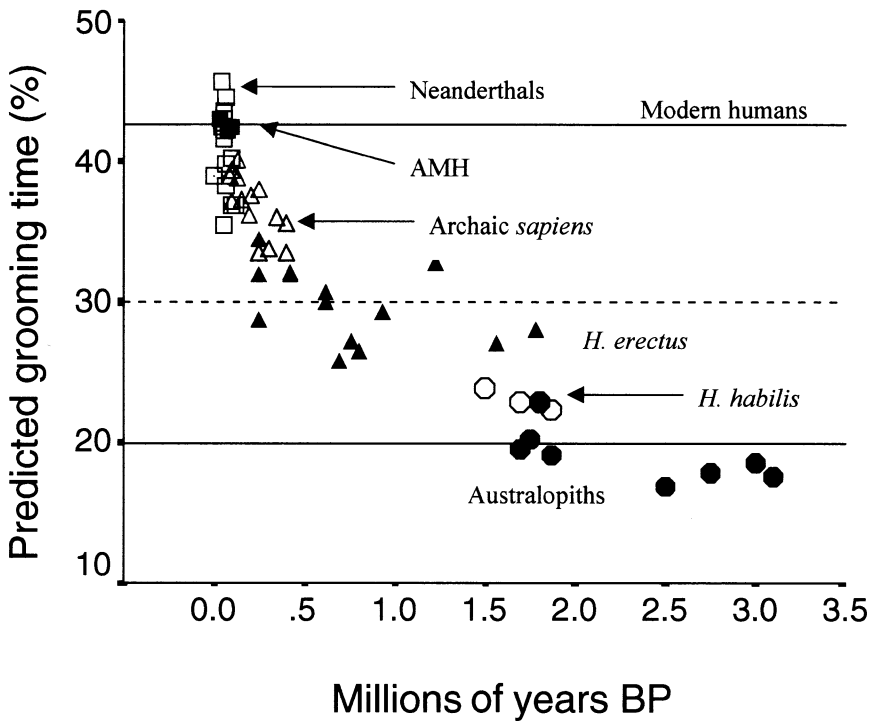 50
40
30
20
10
Predicted grooming time (%)
Neanderthals
Modern humans
AMH
Archaic sapiens
H. erectus
H. habilis
Australopiths
0.0 .5 1.0 1.5 2.0 2.5 3.0 3.5
Millions of years BP